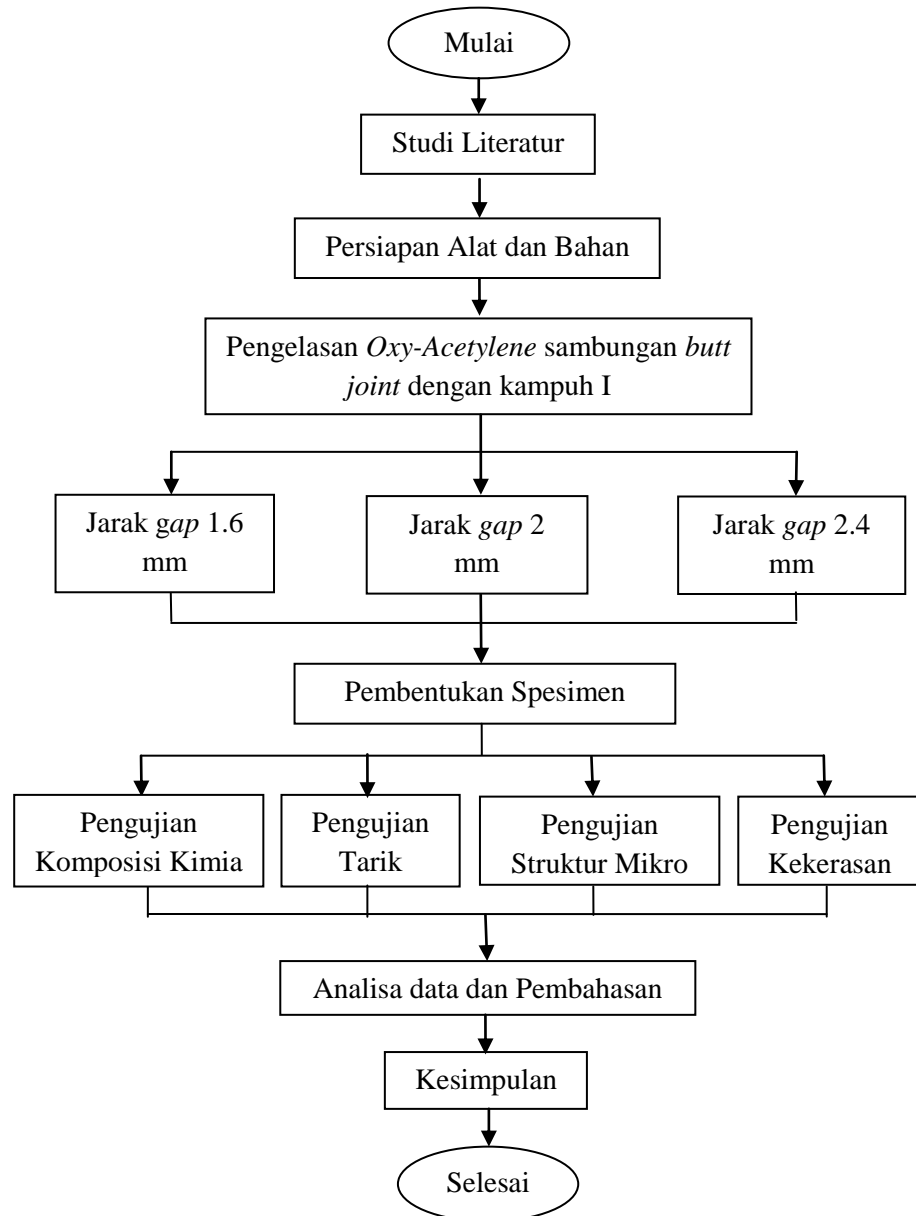 Mulai
Studi Literatur
Persiapan Alat dan Bahan
Pengelasan Oxy-Acetylene sambungan butt
joint dengan kampuh I
Jarak gap 1.6
mm
Jarak gap 2
mm
Jarak gap 2.4
mm
Pembentukan Spesimen
Pengujian
Komposisi Kimia
Pengujian
Tarik
Pengujian
Struktur Mikro
Pengujian
Kekerasan
Analisa data dan Pembahasan
Kesimpulan
Selesai